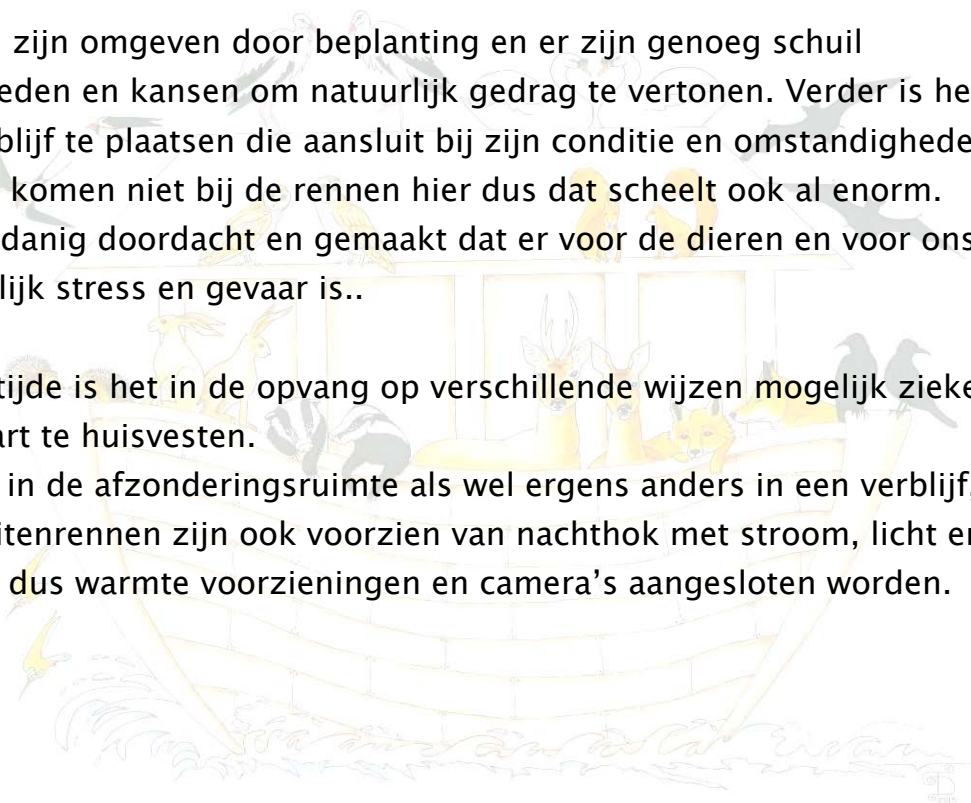 zijn omgeven door beplanting en er zijn genoeg schuil
eden en kansen om natuurlijk gedrag te vertonen. Verder is he
blijf te plaatsen die aansluit bij zijn conditie en omstandighede
komen niet bij de rennen hier dus dat scheelt ook al enorm.
danig doordacht en gemaakt dat er voor de dieren en voor ons
lijk stress en gevaar is..
tijde is het in de opvang op verschillende wijzen mogelijk zieke
art te huisvesten.
in de afzonderingsruimte als wel ergens anders in een verblijf,
itenrennen zijn ook voorzien van nachthok met stroom, licht en
dus warmte voorzieningen en camera's aangesloten worden.